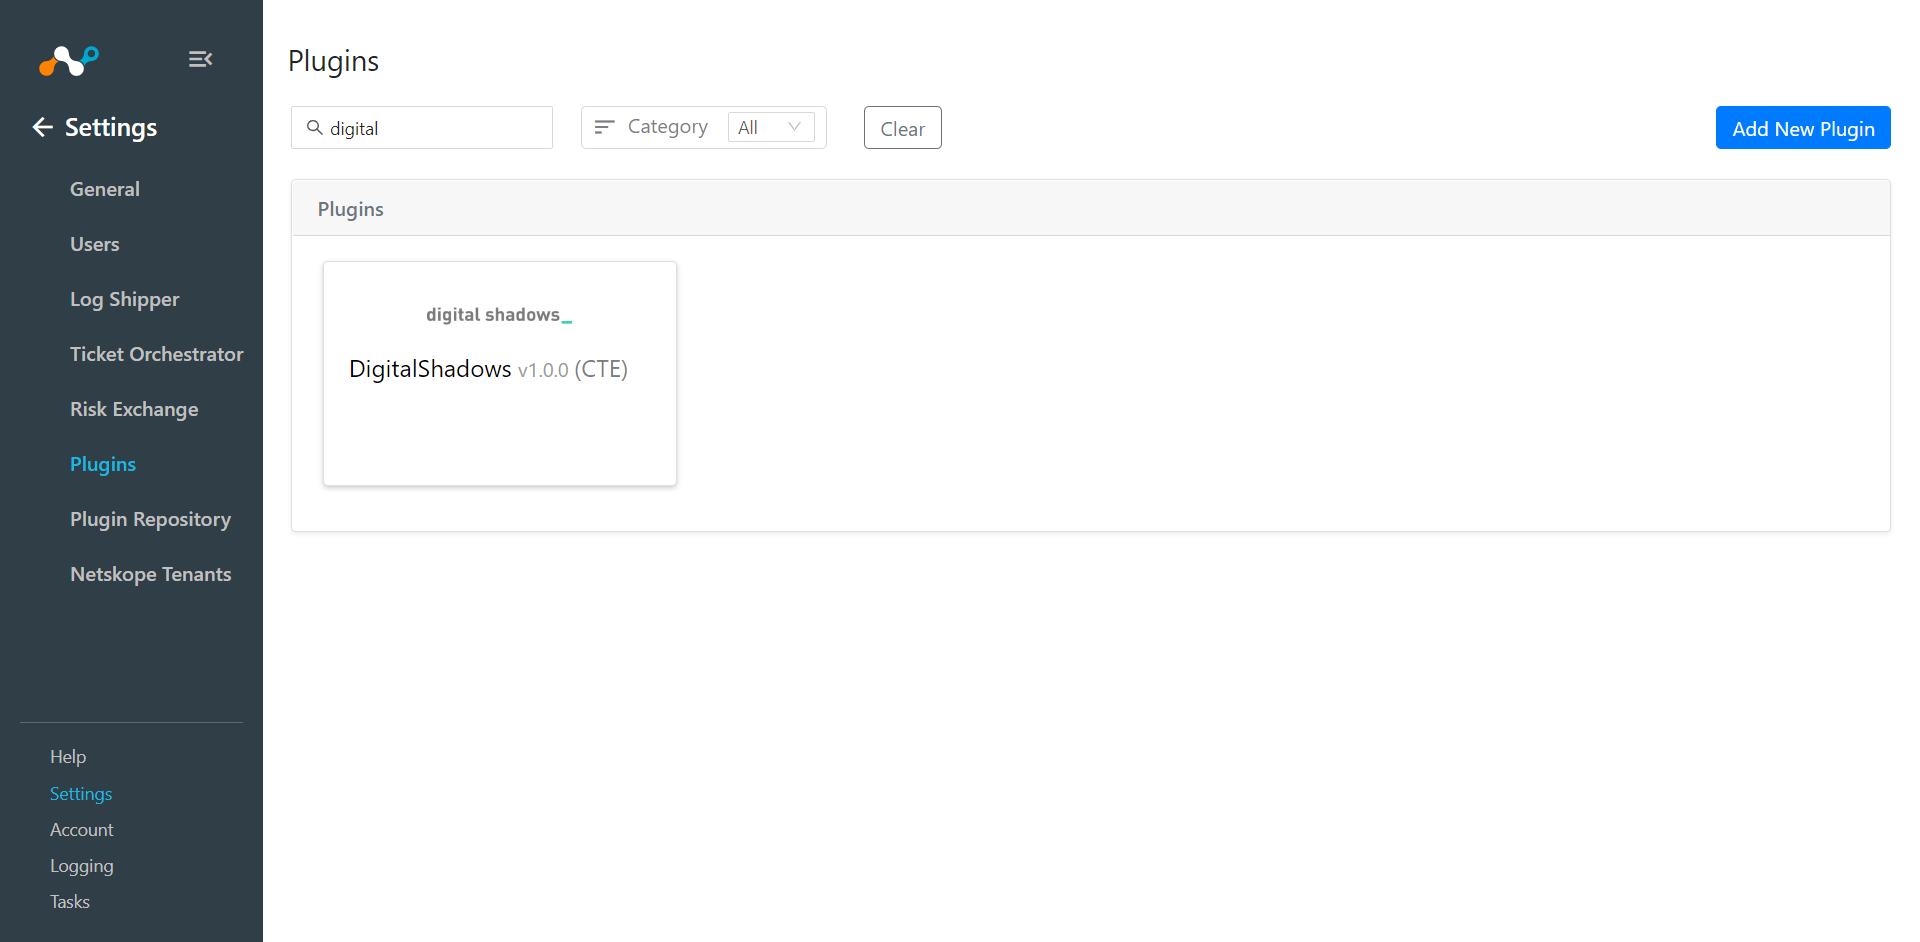 Settings
General
Users
Log Shipper
Ticket Orchestrator
Risk Exchange
Plugins
Plugin Repository
Netskope Tenants
Help
Settings
Account
Logging
Tasks
Plugins
digital
Category All
Clear
Add New Plugin
Plugins
digital shadows_
DigitalShadows v1.0.0 (CTE)